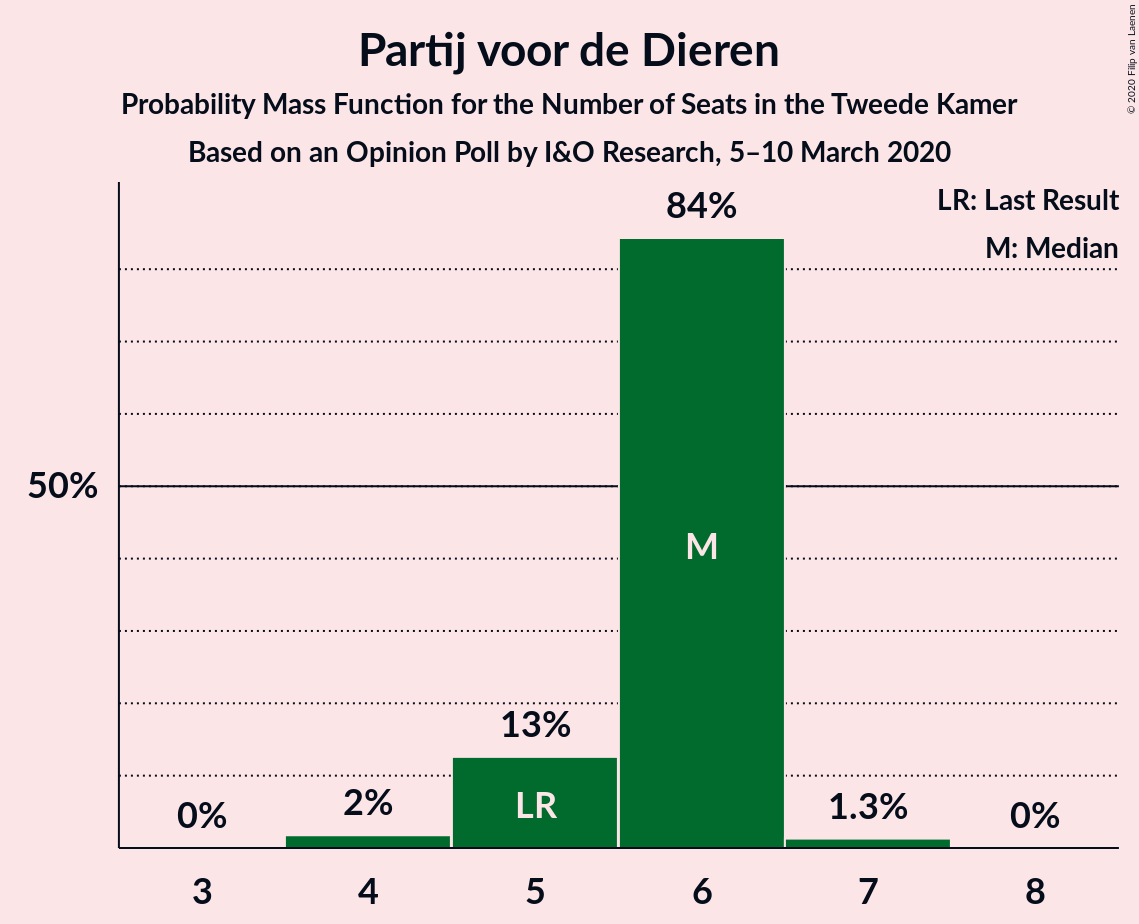 Partij voor de Dieren
Probability Mass Function for the Number of Seats in the Tweede Kamer
Based on an Opinion Poll by I&O Research, 5–10 March 2020
© 2020 Filip van Laenen
LR: Last Result
M: Median
84%
50%
M
13%
LR
0%
2%
1.3%
0%
3 4 5 6 7 8